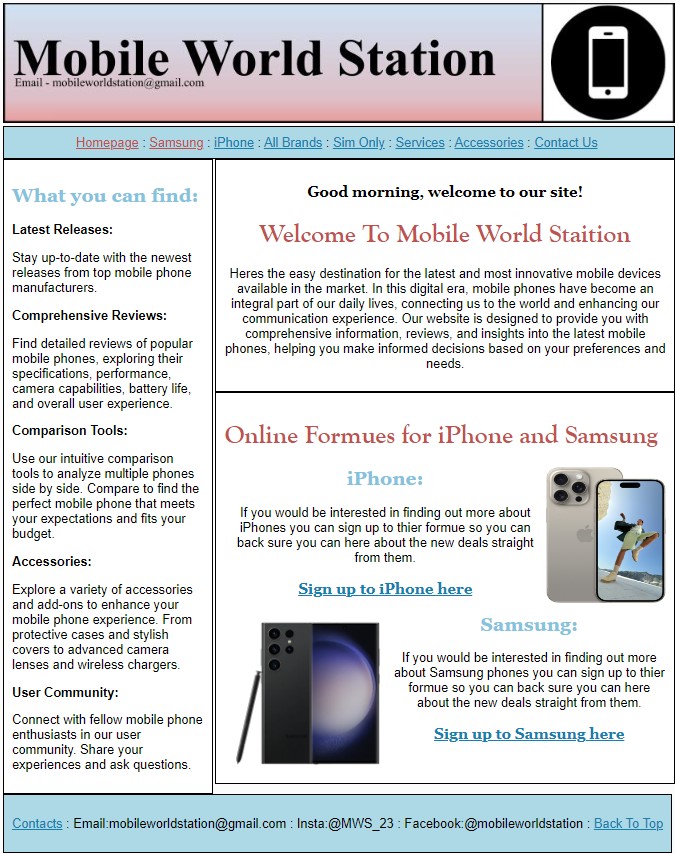 Mobile World Station
Email - mobileworldstation@gmail.com
Homepage : Samsung : iPhone : All Brands : Sim Only : Services : Accessories : Contact Us
What you can find:
Latest Releases:
Stay up-to-date with the newest
releases from top mobile phone
manufacturers.
Comprehensive Reviews:
Find detailed reviews of popular
mobile phones, exploring their
specifications, performance,
camera capabilities, battery life,
and overall user experience.
Comparison Tools:
Use our intuitive comparison
tools to analyze multiple phones
side by side. Compare to find the
perfect mobile phone that meets
your expectations and fits your
budget.
Accessories:
Explore a variety of accessories
and add-ons to enhance your
mobile phone experience. From
protective cases and stylish
covers to advanced camera
lenses and wireless chargers.
User Community:
Connect with fellow mobile phone
enthusiasts in our user
community. Share your
experiences and ask questions.
Good morning, welcome to our site!
Welcome To Mobile World Staition
Heres the easy destination for the latest and most innovative mobile devices
available in the market. In this digital era, mobile phones have become an
integral part of our daily lives, connecting us to the world and enhancing our
communication experience. Our website is designed to provide you with
comprehensive information, reviews, and insights into the latest mobile
phones, helping you make informed decisions based on your preferences and
needs.
Online Formues for iPhone and Samsung
iPhone:
If you would be interested in finding out more about
iPhones you can sign up to thier formue so you can
back sure you can here about the new deals straight
from them.
Sign up to iPhone here
Samsung:
If you would be interested in finding out more
about Samsung phones you can sign up to thier
formue so you can back sure you can here
about the new deals straight from them.
Sign up to Samsung here
Contacts : Email:mobileworldstation@gmail.com : Insta:@MWS_23 : Facebook:@mobileworldstation : Back To Top